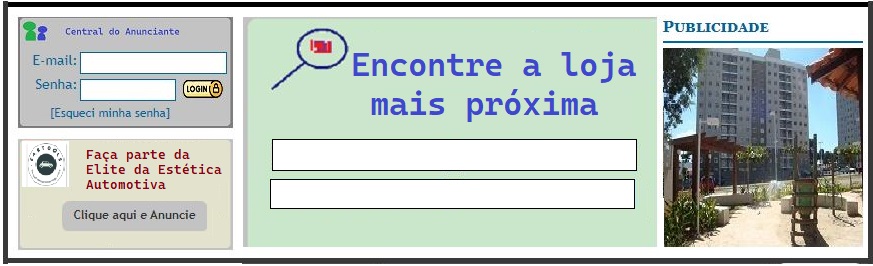 Central do Anunciante
E-mail:
Senha:
LOGIN
[Esqueci minha senha]
Faça parte da
Elite da Estética
Automotiva
Clique aqui e Anuncie
Encontre a loja
mais próxima
PUBLICIDADE